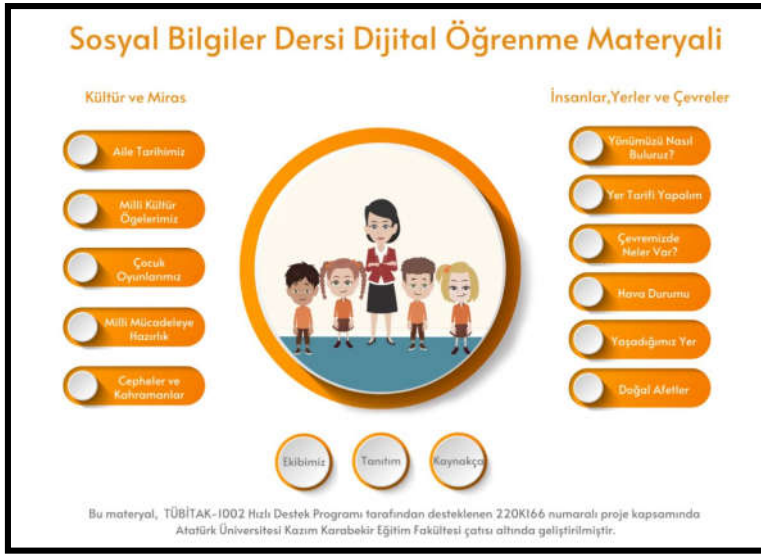 Sosyal Bilgiler Dersi Dijital Öğrenme Materyali
Kültür ve Miras
Aile Tarihimiz
Milli Kültür
Ögelerimiz
Çocuk
Oyunlarımız
Milli Mücadeleye
Hazırlık
Cepheler ve
Kahramanlar
İnsanlar,Yerler ve Çevreler
Yönümüzü Nasıl
Buluruz?
Yer Tarifi Yapalım
Çevremizde
Neler Var?
Hava Durumu
Yaşadığımız Yer
Doğal Afetler
Ekibimiz
Tanıtım
Kaynakça
Bu materyal, TÜBİTAK-1002 Hızlı Destek Programı tarafından desteklenen 220K166 numaralı proje kapsamında
Atatürk Üniversitesi Kazım Karabekir Eğitim Fakültesi çatısı altında geliştirilmiştir.